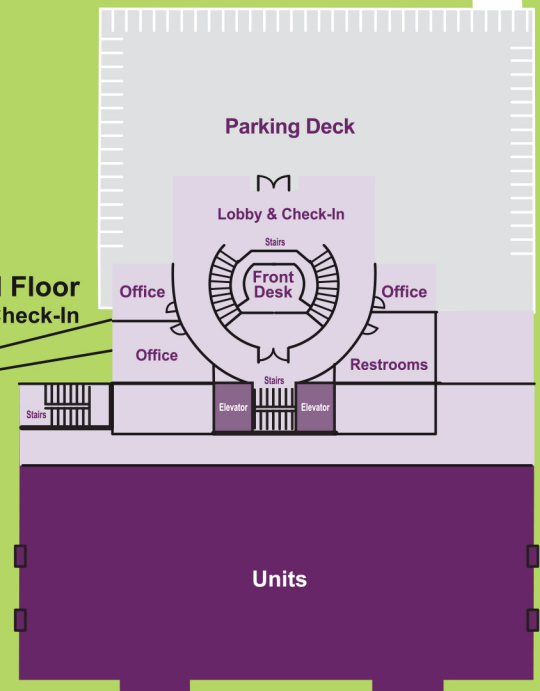 Parking Deck
Lobby & Check-In
Stairs
Front
Desk
Floor
Check-In
Office
Office
Office
Restrooms
Stairs
Elevator
Elevator
Stairs
Units